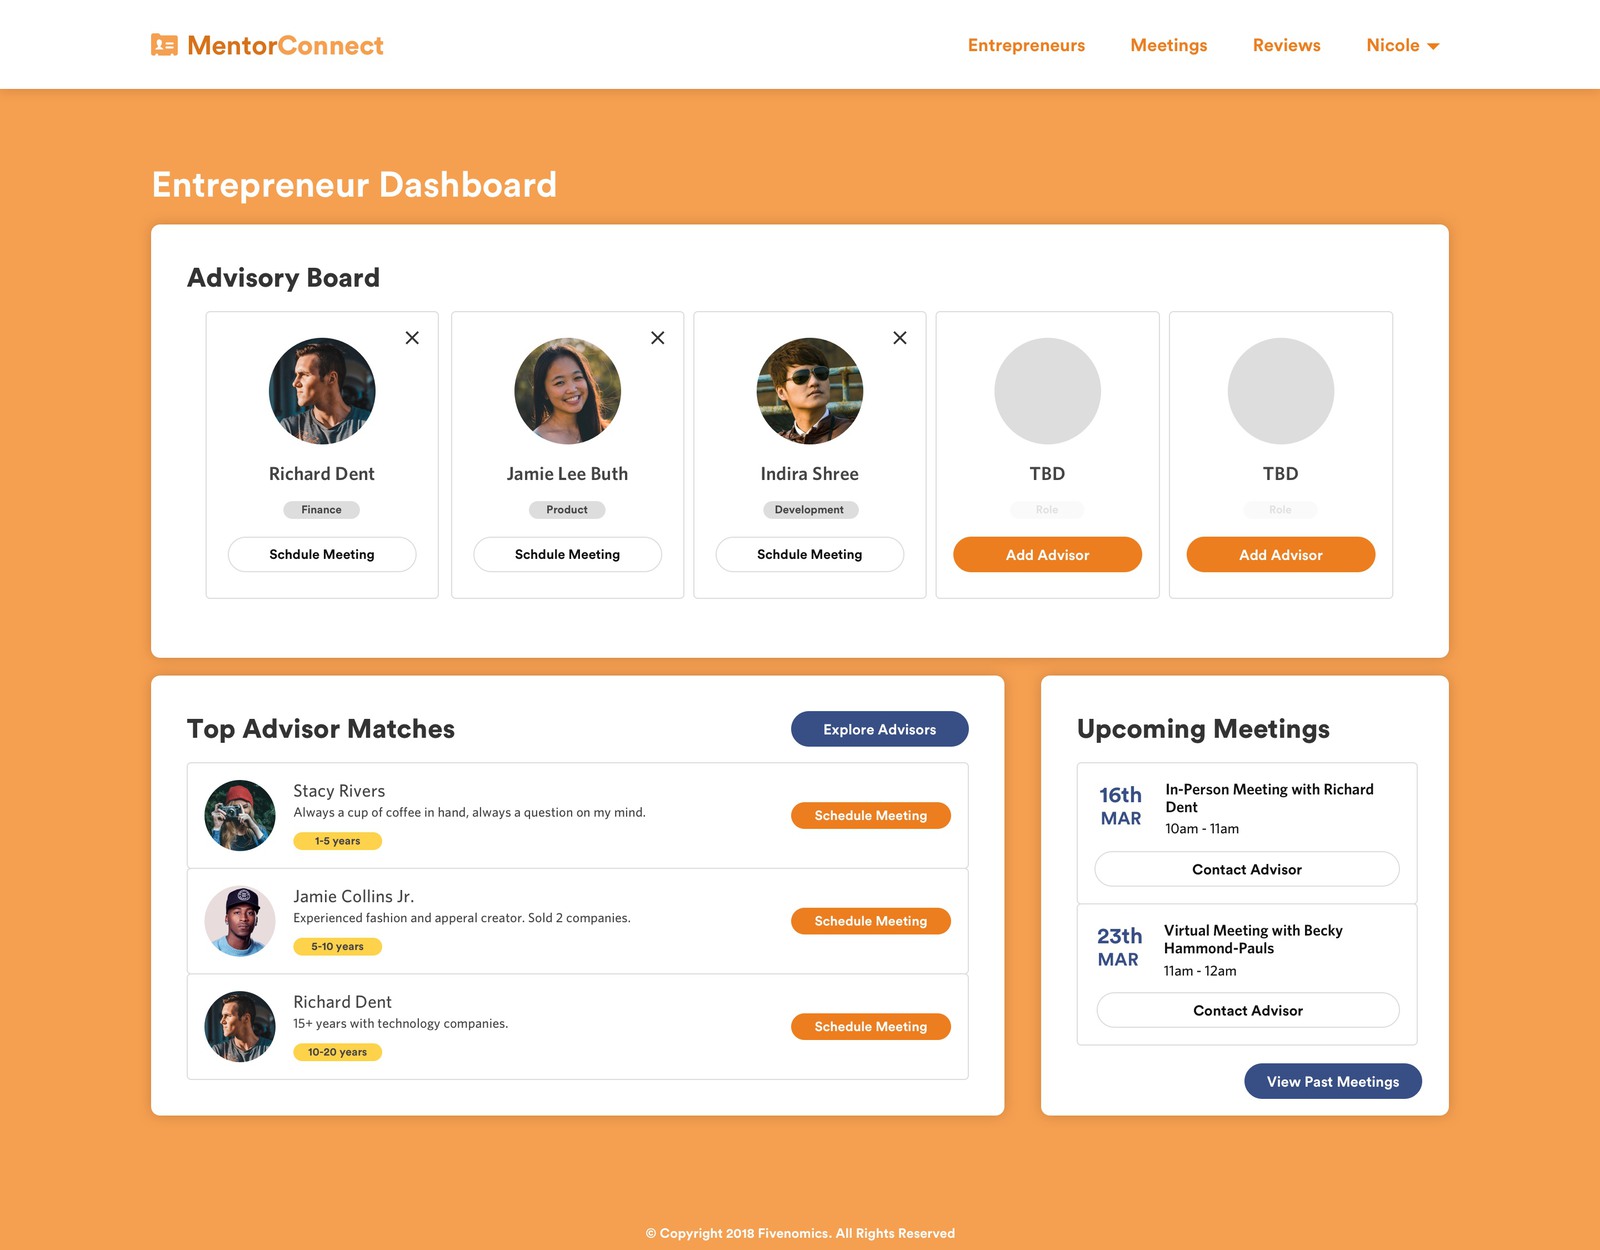 MentorConnect
Entrepreneurs Meetings Reviews Nicole
Entrepreneur Dashboard
Advisory Board
Richard Dent
Finance
Schdule Meeting
Jamie Lee Buth
Product
Schdule Meeting
Indira Shree
Development
Schdule Meeting
TBD
Role
Add Advisor
TBD
Role
Add Advisor
Top Advisor Matches
Explore Advisors
Stacy Rivers
Always a cup of coffee in hand, always a question on my mind.
1-5 years
Schedule Meeting
Jamie Collins Jr.
Experienced fashion and apperal creator. Sold 2 companies.
5-10 years
Schedule Meeting
Richard Dent
15+ years with technology companies.
10-20 years
Schedule Meeting
Upcoming Meetings
16th
MAR
In-Person Meeting with Richard
Dent
10am - 11am
Contact Advisor
23th
MAR
Virtual Meeting with Becky
Hammond-Pauls
11am - 12am
Contact Advisor
View Past Meetings
© Copyright 2018 Fivenomics. All Rights Reserved